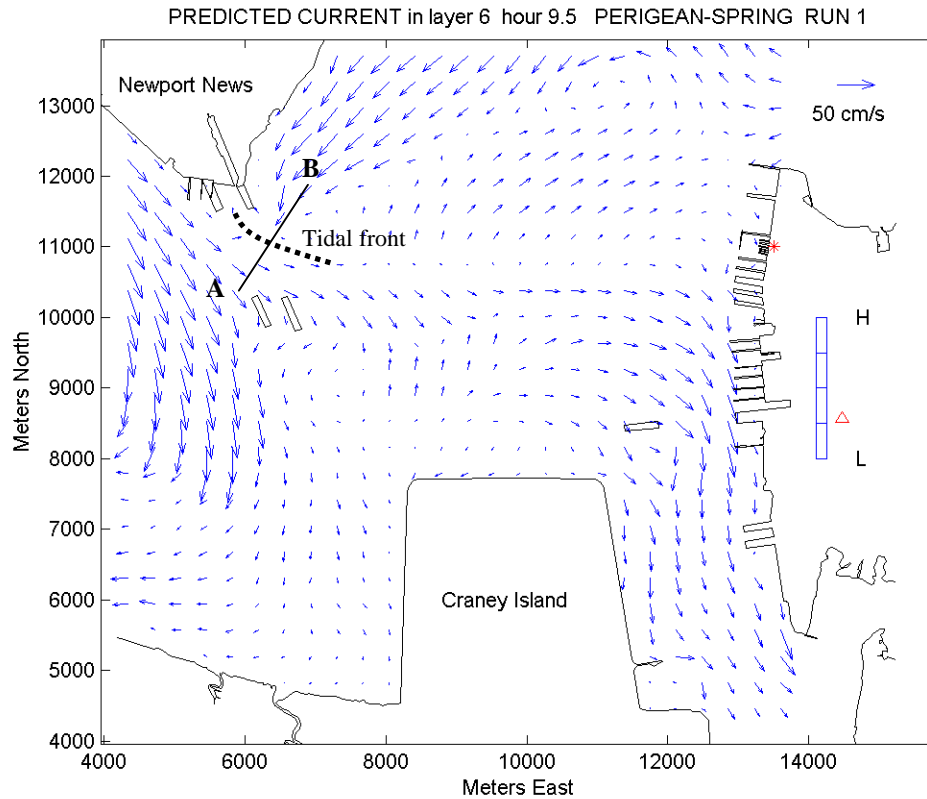 PREDICTED CURRENT in layer 6 hour 9.5 PERIGEAN-SPRING RUN 1
Newport News
50 cm/s
B
Tidal front
A
H
L
Craney Island
13000
12000
11000
10000
9000
8000
7000
6000
5000
4000
Meters North
4000 6000 8000 10000 12000 14000
Meters East